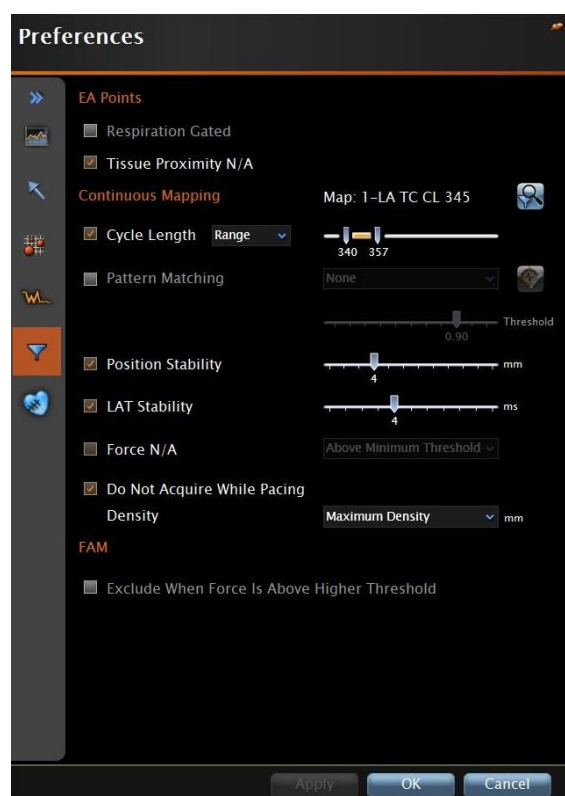 Preferences
EA Points
Respiration Gated
Tissue Proximity N/A
Continuous Mapping Map: 1-LA TC CL 345
Cycle Length Range
340 357
Pattern Matching None
Threshold
0.90
Position Stability mm
4
LAT Stability ms
4
Force N/A Above Minimum Threshold
Do Not Acquire While Pacing
Density Maximum Density mm
FAM
Exclude When Force Is Above Higher Threshold
Apply OK Cancel